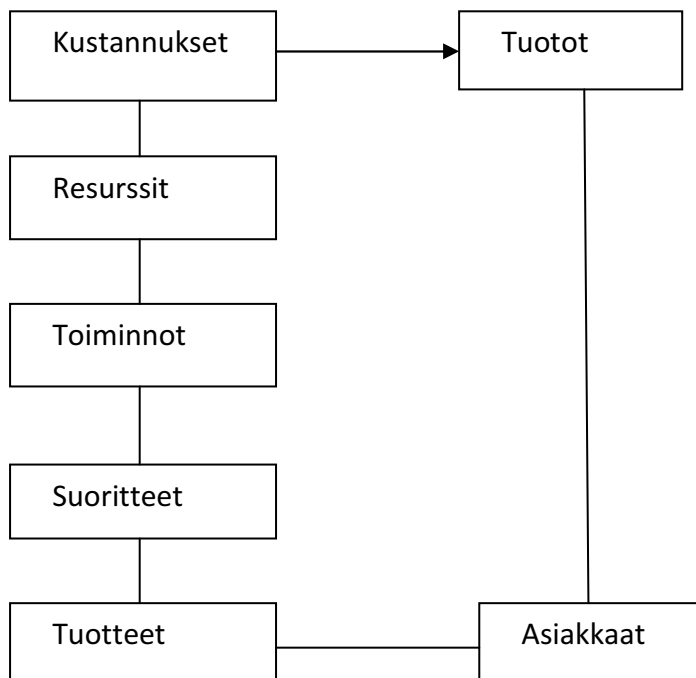 Kustannukset
Tuotot
Resurssit
Toiminnot
Suoritteet
Tuotteet
Asiakkaat